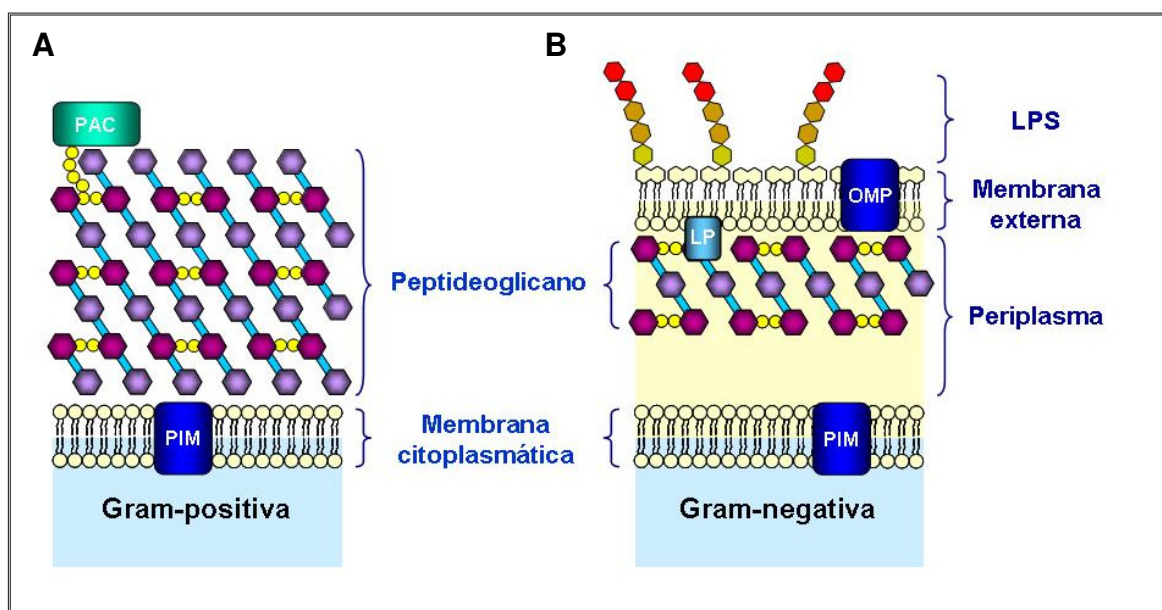 A
B
PAC
LPS
OMP
Membrana
externa
LP
Peptideoglicano
Periplasma
PIM
Membrana
citoplasmática
PIM
Gram-positiva
Gram-negativa